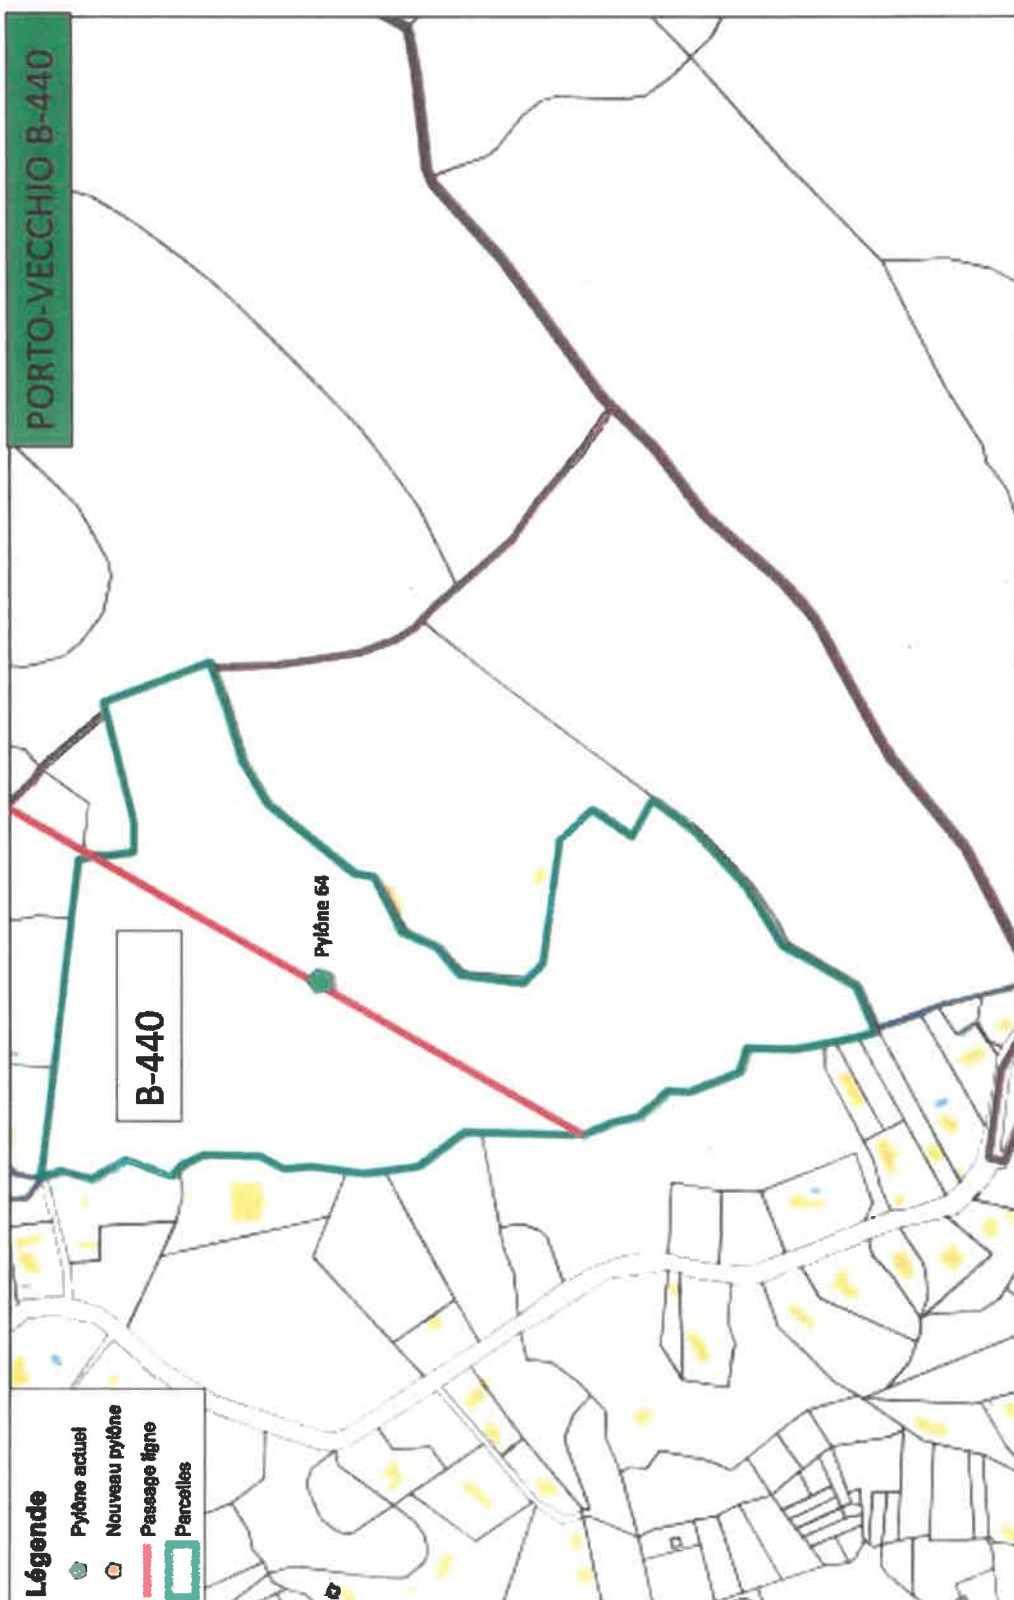 PORTO-VECCHIO B-440
B-440
Pylône 64
Légende
Pylône actuel
Nouveau pylône
Passage ligne
Parcelles